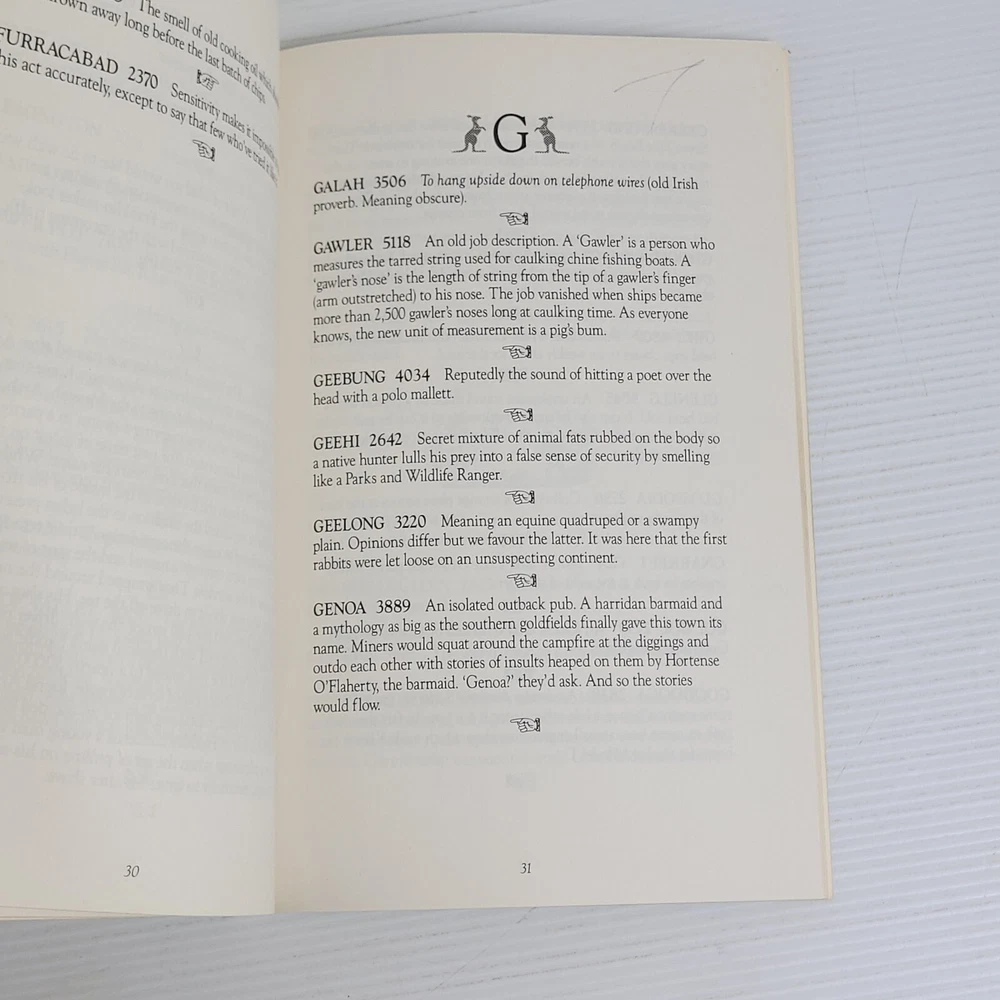 The smell of old cooking oil which
own away long before the last batch of chips.
FURRACABAD 2370 Sensitivity makes it
his act accurately, except to say that few who've tried it
30
G
GALAH 3506 To hang upside down on telephone wires (old Irish
proverb. Meaning obscure).
GAWLER 5118 An old job description. A ‘Gawler’ is a person who
measures the tarred string used for caulking chine fishing boats. A
‘gawler's nose’ is the length of string from the tip of a gawler's finger
(arm outstretched) to his nose. The job vanished when ships became
more than 2,500 gawler's noses long at caulking time. As everyone
knows, the new unit of measurement is a pig's bum.
GEEBUNG 4034 Reputedly the sound of hitting a poet over the
head with a polo mallett.
GEEHI 2642 Secret mixture of animal fats rubbed on the body so
a native hunter lulls his prey into a false sense of security by smelling
like a Parks and Wildlife Ranger.
GEELONG 3220 Meaning an equine quadruped or a swampy
plain. Opinions differ but we favour the latter. It was here that the first
rabbits were let loose on an unsuspecting continent.
GENOA 3889 An isolated outback pub. A harridan barmaid and
a mythology as big as the southern goldfields finally gave this town its
name. Miners would squat around the campfire at the diggings and
outdo each other with stories of insults heaped on them by Hortense
O'Flaherty, the barmaid. ‘Genoa?’ they'd ask. And so the stories
would flow.
31